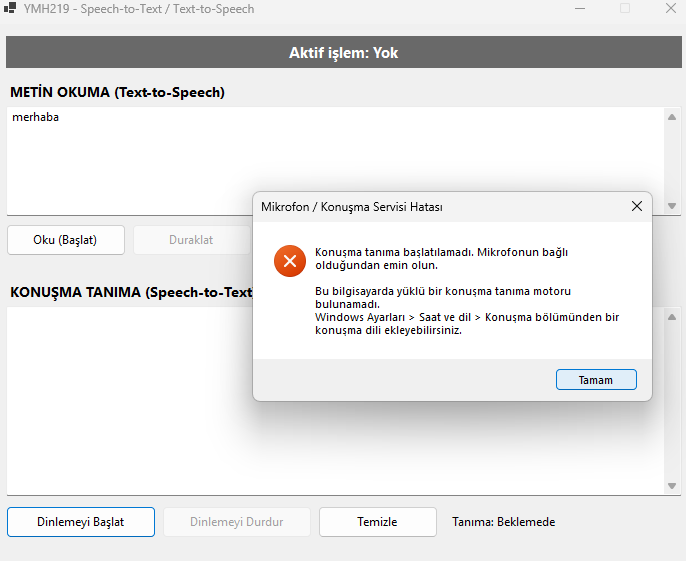 YMH219 - Speech-to-Text / Text-to-Speech
Aktif işlem: Yok
METİN OKUMA (Text-to-Speech)
merhaba
Oku (Başlat)
Duraklat
Mikrofon / Konuşma Servisi Hatası
Konuşma tanıma başlatılamadı. Mikrofonun bağlı
olduğundan emin olun.
Bu bilgisayarda yüklü bir konuşma tanıma motoru
bulunamadı.
Windows Ayarları > Saat ve dil > Konuşma bölümünden bir
konuşma dili ekleyebilirsiniz.
Tamam
KONUŞMA TANIMA (Speech-to-Text
Dinlemeyi Başlat
Dinlemeyi Durdur
Temizle
Tanıma: Beklemede